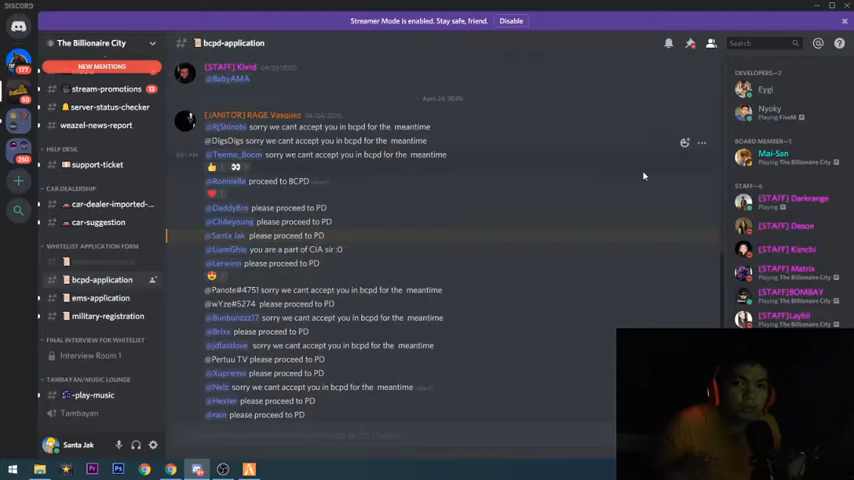 DISCORD
Streamer Mode is enabled. Stay safe, friend.
Disable
The Billionaire City
bcpd-application
Search
NEW MENTIONS
177
50
250
stream-promotions
13
server-status-checker
weazel-news-report
HELP DESK
support-ticket
CAR DEALERSHIP
car-dealer-imported-...
car-suggestion
WHITELIST APPLICATION FORM
bcpd-application
ems-application
military-registration
FINAL INTERVIEW FOR WHITELIST
Interview Room 1
TAMBAYAN/MUSIC LOUNGE
-play-music
Tambayan
Santa Jak
[STAFF] Khrid 04/23/2020
@BabyAMA
April 24, 2020
[JANITOR] RAGE Vasquez 04/24/2020
@RjShinobi sorry we cant accept you in bcpd for the meantime
@DigsDigs sorry we cant accept you in bcpd for the meantime
@Teemo_Boom sorry we cant accept you in bcpd for the meantime
@Ronnielle proceed to BCPD
@DaddyBro please proceed to PD
@Ch4eyoung please proceed to PD
@Santa Jak please proceed to PD
@LiamGhie you are a part of CIA sir :0
@Lerwinn please proceed to PD
@Panote#4751 sorry we cant accept you in bcpd for the meantime
@wYze#5274 please proceed to PD
@Bunbunzzz17 sorry we cant accept you in bcpd for the meantime
@Brixx please proceed to PD
@jdfastlove sorry we cant accept you in bcpd for the meantime
@Pertuu TV please proceed to PD
@Xupremo please proceed to PD
@Nelz sorry we cant accept you in bcpd for the meantime
@Hexter please proceed to PD
@rain please proceed to PD
DEVELOPERS—2
Eygi
Nyoky
Playing FiveM
BOARD MEMBER—1
Mai-San
Playing The Billionaire City
STAFF—6
[STAFF] Darkrange
Playing
[STAFF] Deson
[STAFF] Kimchi
[STAFF] Matrix
Playing The Billionaire City
[STAFF] BOMBAY
Playing The Billionaire City
[STAFF]Laybii
Playing The Billionaire City